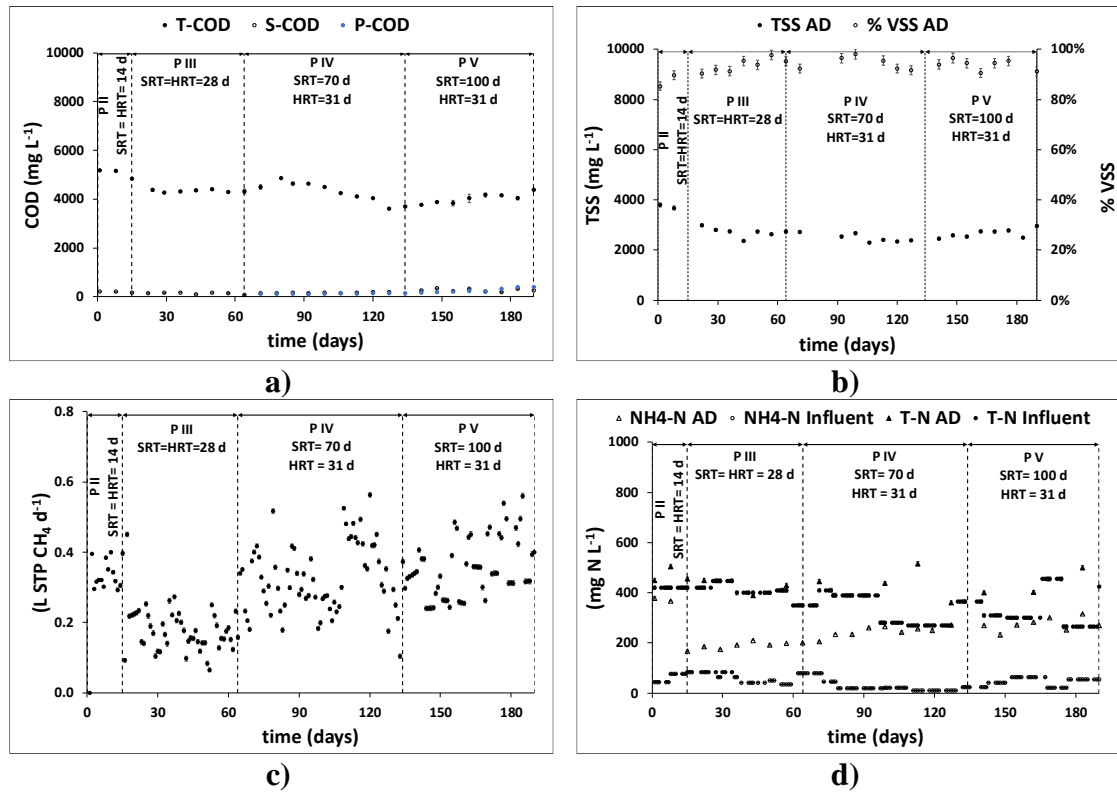 T-COD S-COD P-COD
10000
8000
6000
4000
2000
0
COD (mg L-1)
P II
SRT = HRT= 14 d
P III
SRT=HRT=28 d
P IV
SRT=70 d
HRT=31 d
P V
SRT=100 d
HRT=31 d
0 30 60 90 120 150 180
time (days)
a)
TSS AD % VSS AD
10000
8000
6000
4000
2000
0
TSS (mg L-1)
P II
SRT=HRT=14 d
P III
SRT=HRT=28 d
P IV
SRT=70 d
HRT=31 d
P V
SRT=100 d
HRT=31 d
100%
80%
60%
40%
20%
0%
% VSS
0 30 60 90 120 150 180
time (days)
b)
0.8
0.6
0.4
0.2
0.0
(L STP CH4 d-1)
P II
SRT = HRT= 14 d
P III
SRT=HRT=28 d
P IV
SRT= 70 d
HRT = 31 d
P V
SRT= 100 d
HRT = 31 d
0 30 60 90 120 150 180
time (days)
c)
NH4-N AD NH4-N Influent T-N AD T-N Influent
1000
800
600
400
200
0
(mg N L-1)
P II
SRT = HRT= 14 d
P III
SRT= HRT = 28 d
P IV
SRT= 70 d
HRT = 31 d
P V
SRT= 100 d
HRT = 31 d
0 30 60 90 120 150 180
time (days)
d)